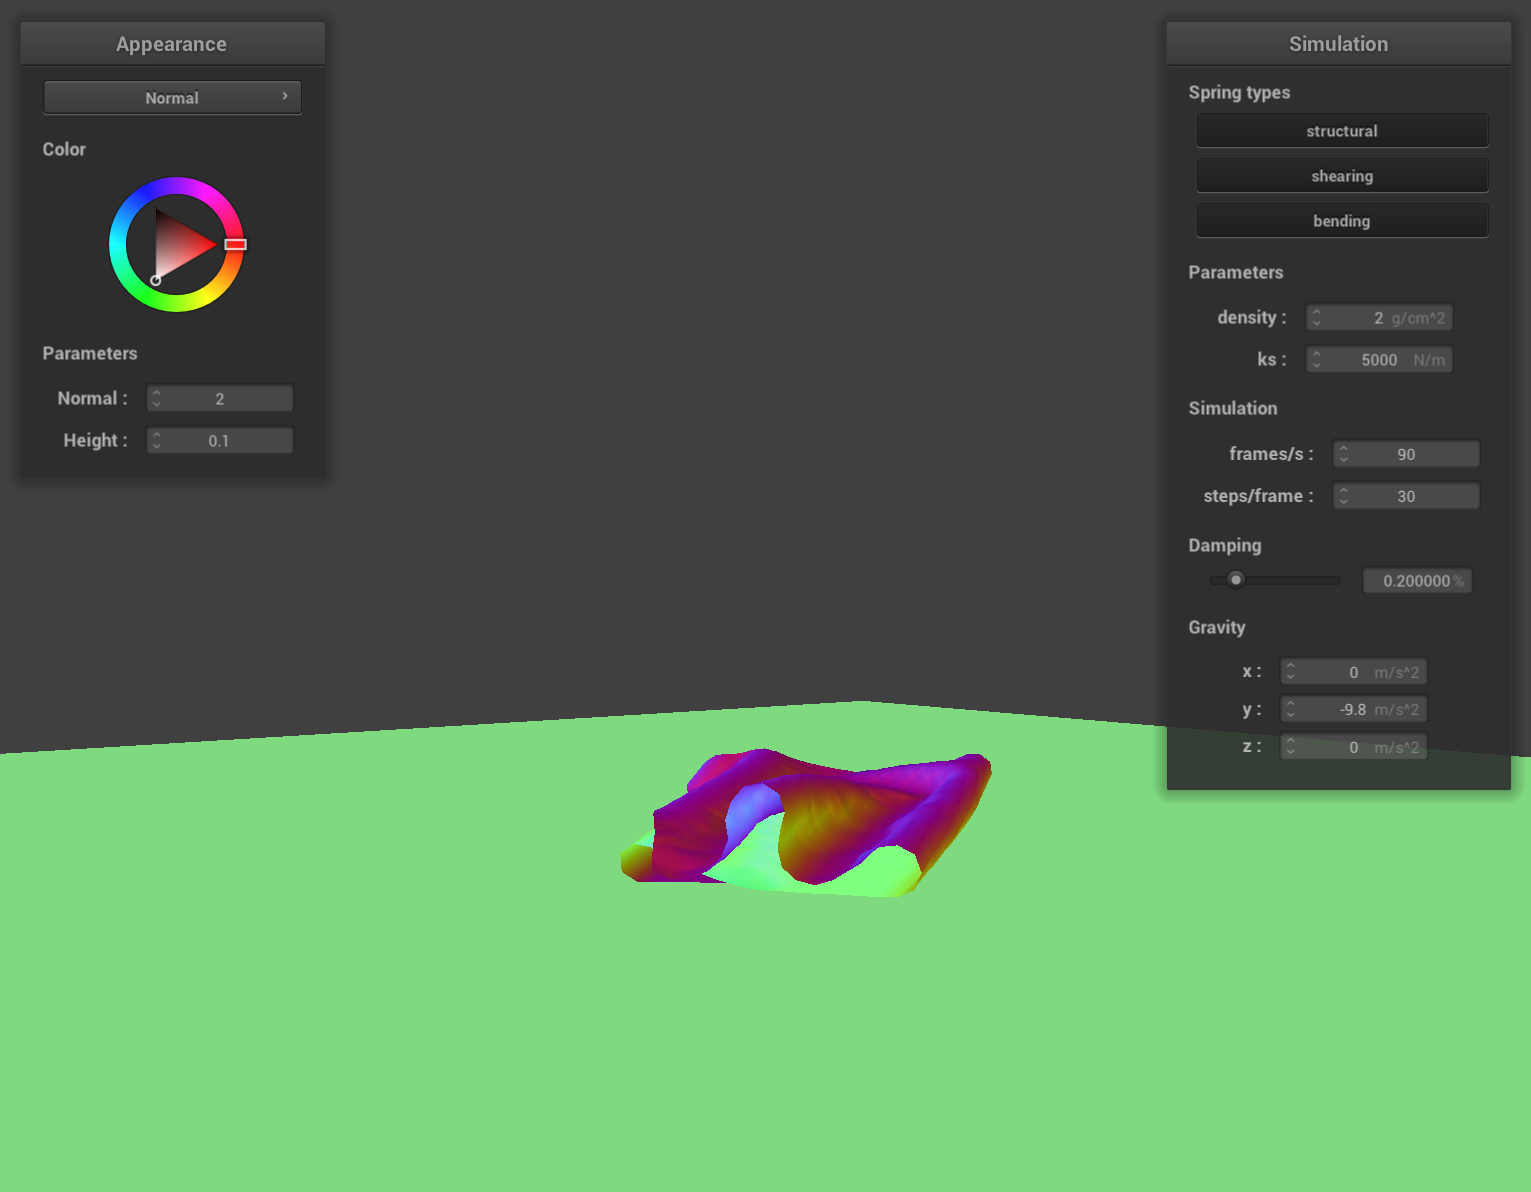 Appearance
Normal
Color
Parameters
Normal : 2
Height : 0.1
Simulation
Spring types
structural
shearing
bending
Parameters
density : 2 g/cm^2
ks : 5000 N/m
Simulation
frames/s : 90
steps/frame : 30
Damping
0.200000 %
Gravity
x : 0 m/s^2
y : -9.8 m/s^2
z : 0 m/s^2